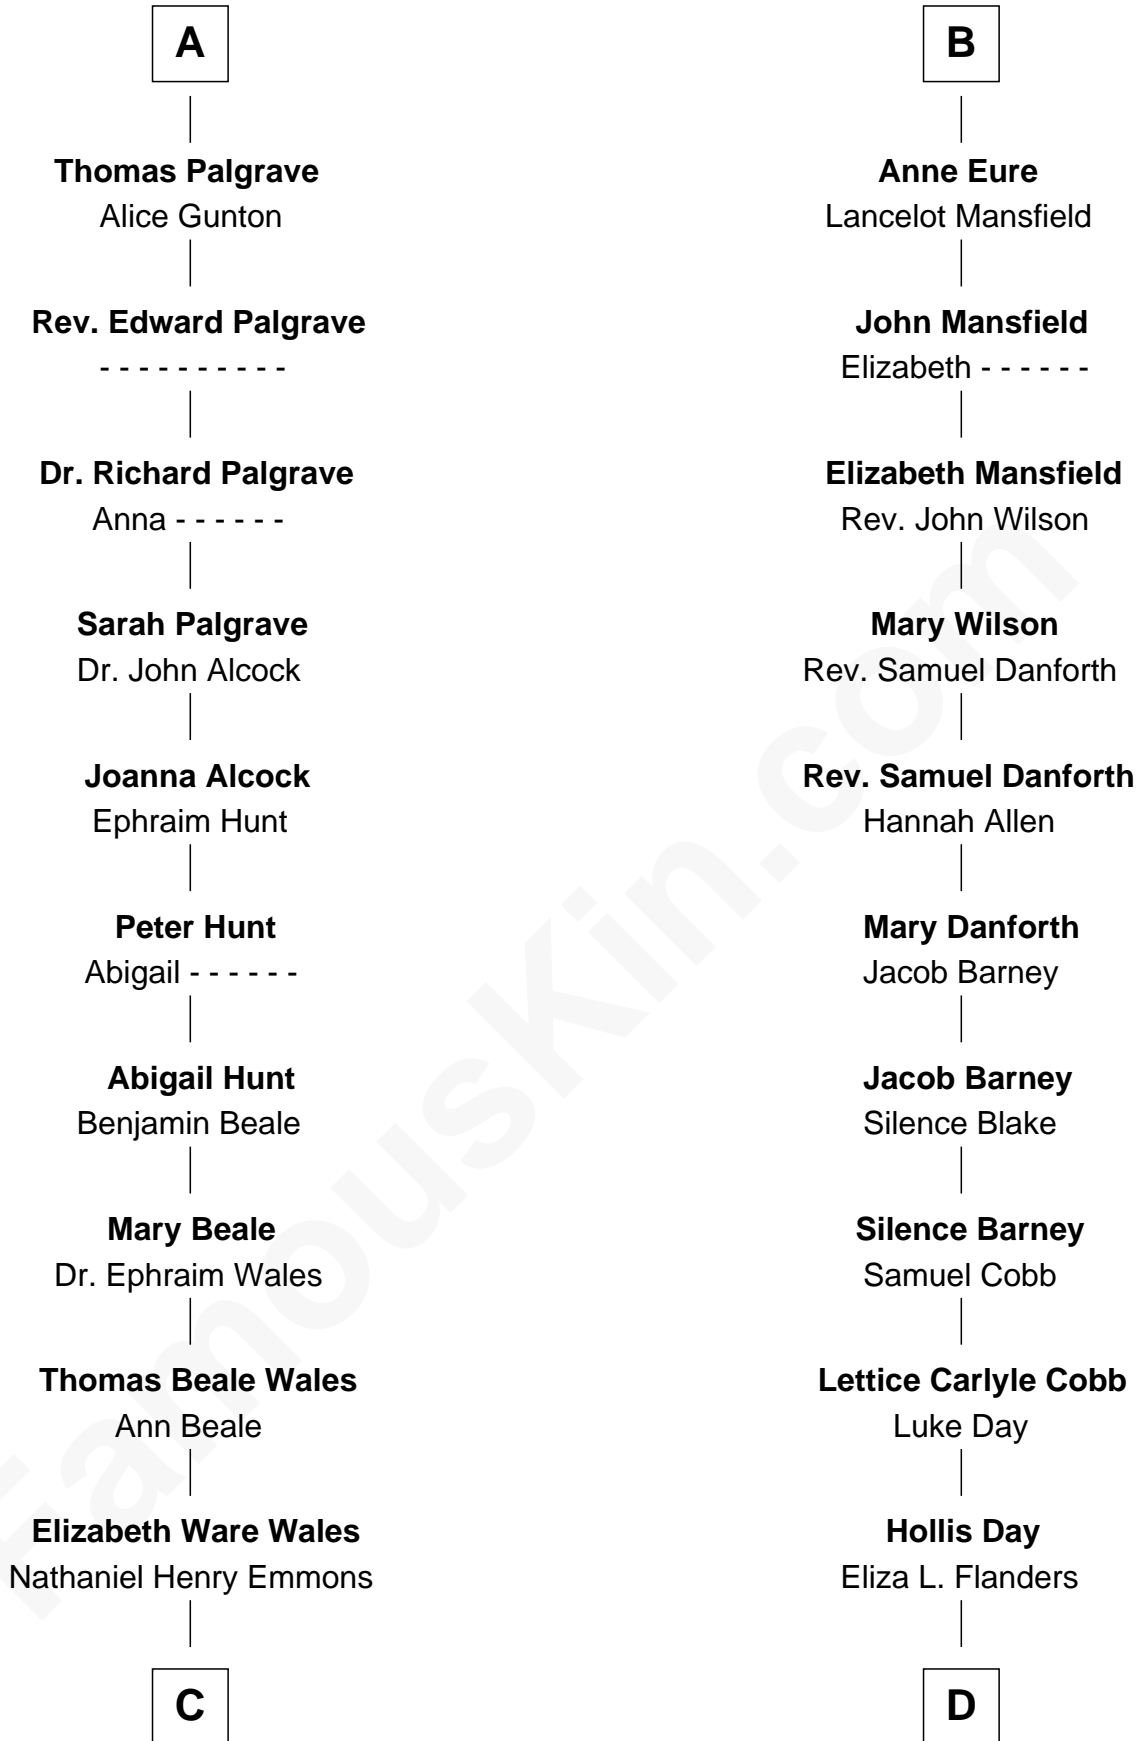 A
Thomas Palgrave
Alice Gunton
Rev. Edward Palgrave
- - - - - - - - - -
Dr. Richard Palgrave
Anna - - - - - -
Sarah Palgrave
Dr. John Alcock
Joanna Alcock
Ephraim Hunt
Peter Hunt
Abigail - - - - - -
Abigail Hunt
Benjamin Beale
Mary Beale
Dr. Ephraim Wales
Thomas Beale Wales
Ann Beale
Elizabeth Ware Wales
Nathaniel Henry Emmons
C
B
Anne Eure
Lancelot Mansfield
John Mansfield
Elizabeth - - - - - -
Elizabeth Mansfield
Rev. John Wilson
Mary Wilson
Rev. Samuel Danforth
Rev. Samuel Danforth
Hannah Allen
Mary Danforth
Jacob Barney
Jacob Barney
Silence Blake
Silence Barney
Samuel Cobb
Lettice Carlyle Cobb
Luke Day
Hollis Day
Eliza L. Flanders
D
FamousKin.com